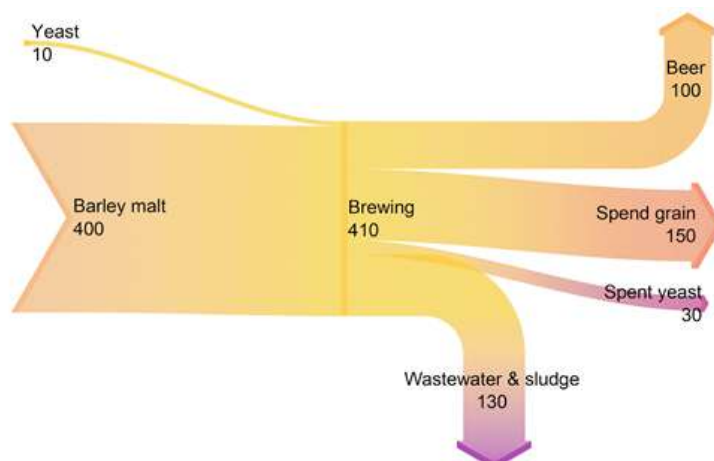 Yeast
10
Beer
100
Barley malt
400
Brewing
410
Spend grain
150
Spent yeast
30
Wastewater & sludge
130